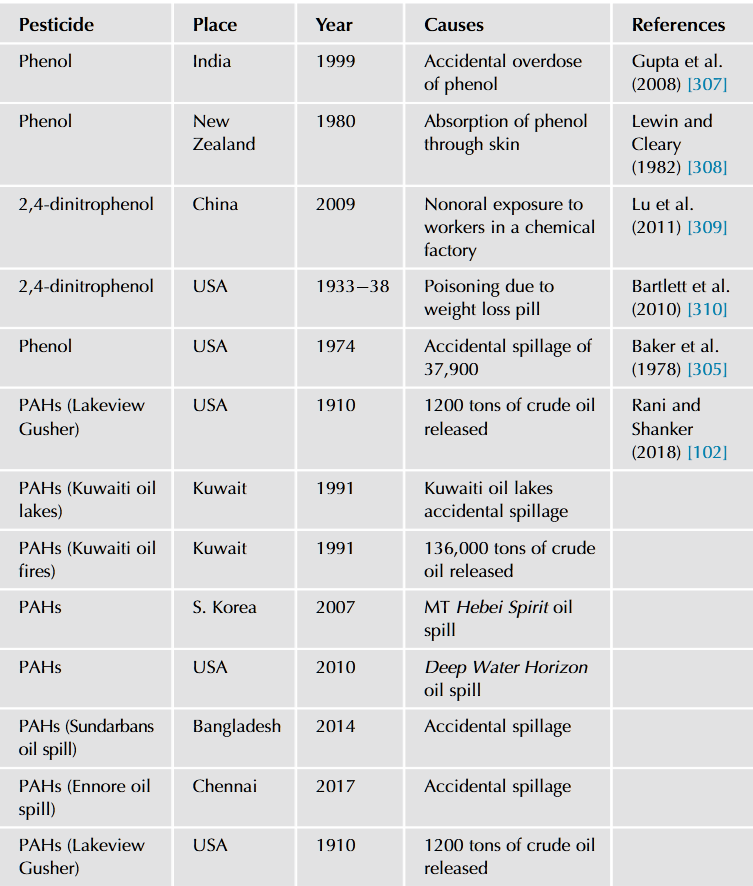 Pesticide Place Year Causes References
Phenol India 1999 Accidental overdose Gupta et al.
of phenol (2008) [307]
Phenol New 1980 Absorption of phenol Lewin and
Zealand through skin Cleary
(1982) [308]
2,4-dinitrophenol China 2009 Nonoral exposure to Lu et al.
workers in a chemical (2011) [309]
factory
2,4-dinitrophenol USA 1933−38 Poisoning due to Bartlett et al.
weight loss pill (2010) [310]
Phenol USA 1974 Accidental spillage of Baker et al.
37,900 (1978) [305]
PAHs (Lakeview USA 1910 1200 tons of crude oil Rani and
Gusher) released Shanker
(2018) [102]
PAHs (Kuwaiti oil Kuwait 1991 Kuwaiti oil lakes
lakes) accidental spillage
PAHs (Kuwaiti oil Kuwait 1991 136,000 tons of crude
fires) oil released
PAHs S. Korea 2007 MT Hebei Spirit oil
spill
PAHs USA 2010 Deep Water Horizon
oil spill
PAHs (Sundarbans Bangladesh 2014 Accidental spillage
oil spill)
PAHs (Ennore oil Chennai 2017 Accidental spillage
spill)
PAHs (Lakeview USA 1910 1200 tons of crude oil
Gusher) released